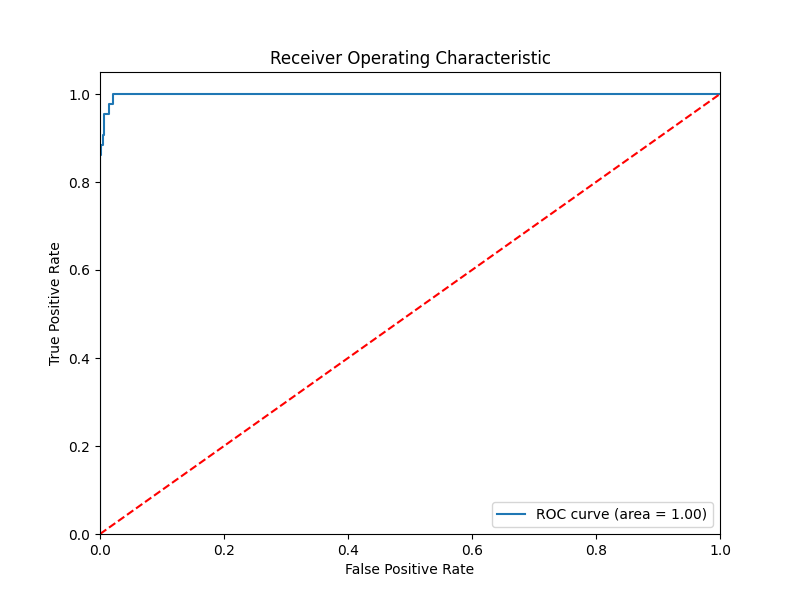 Receiver Operating Characteristic
True Positive Rate
1.0
0.8
0.6
0.4
0.2
0.0
ROC curve (area = 1.00)
0.0 0.2 0.4 0.6 0.8 1.0
False Positive Rate